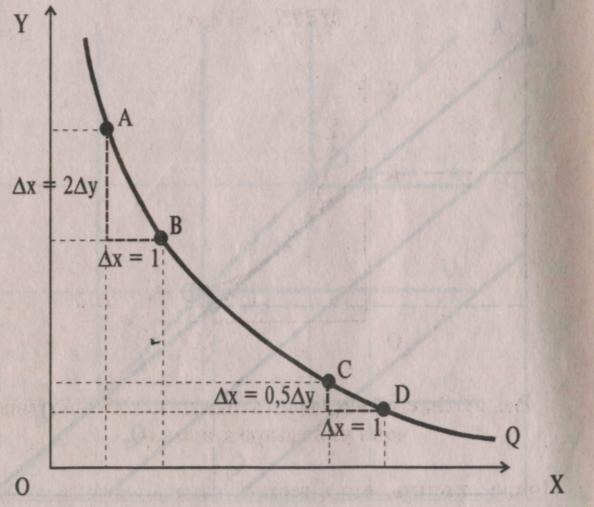 Y
A
Δx = 2Δy
B
Δx = 1
C
Δx = 0,5Δy
D
Δx = 1
Q
O
X